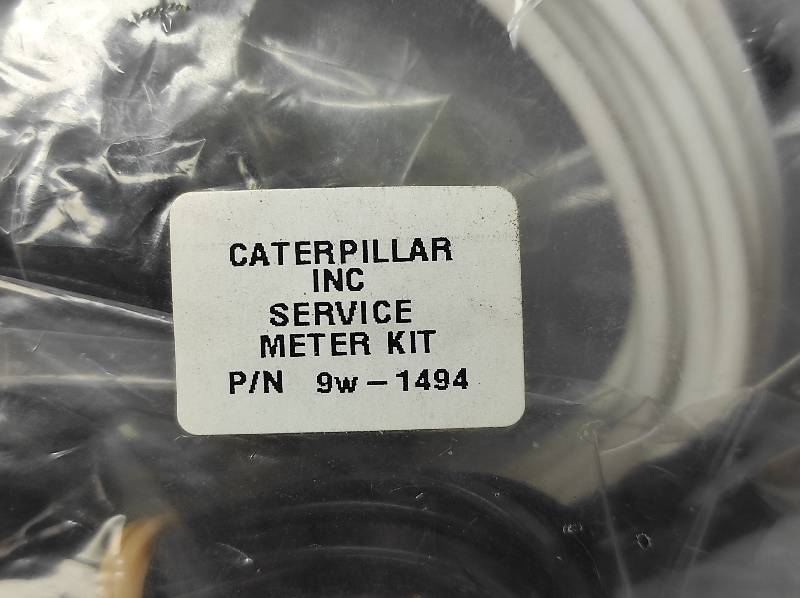 CATERPILLAR
INC
SERVICE
METER KIT
P/N 9w-1494